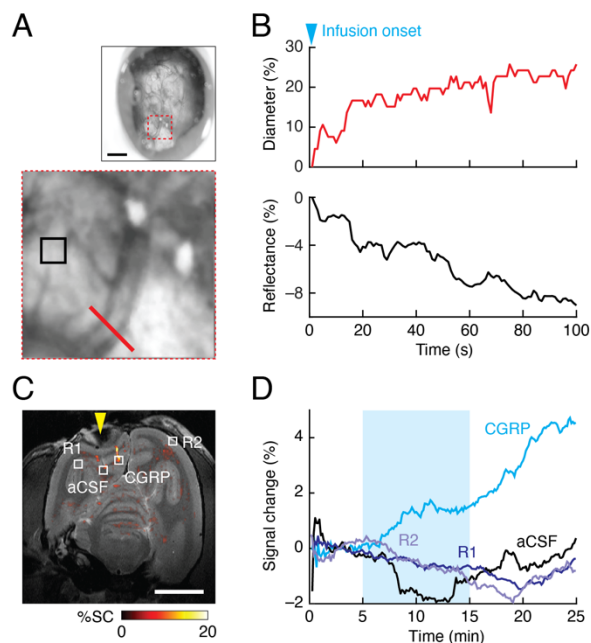 A
B
Infusion onset
30
20
10
0
Diameter (%)
0
−4
−8
Reflectance (%)
0 20 40 60 80 100
Time (s)
C
R1
R2
aCSF
CGRP
%SC
0 20
D
4
2
0
−2
Signal change (%)
CGRP
aCSF
R2
R1
0 5 10 15 20 25
Time (min)